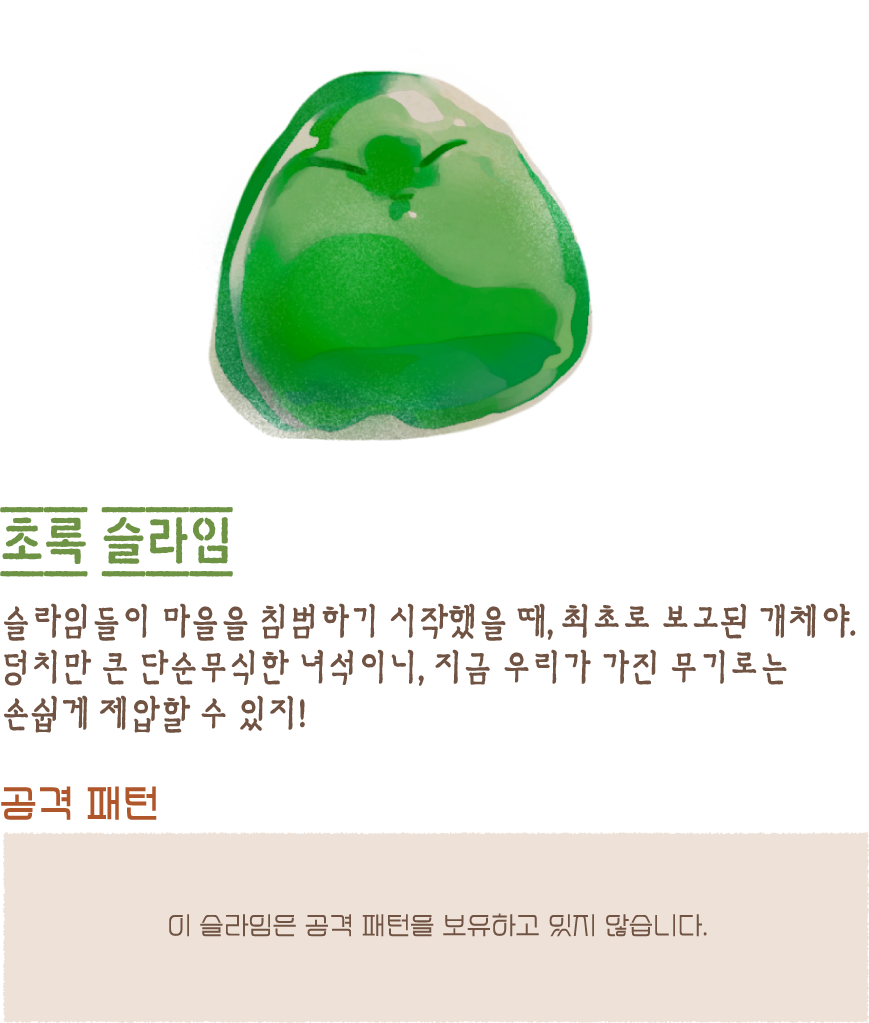 초록 슬라임
슬라임들이 마을을 침범하기 시작했을 때, 최초로 보고된 개체야.
덩치만 큰 단순무식한 녀석이니, 지금 우리가 가진 무기로는
손쉽게 제압할 수 있지!
공격 패턴
이 슬라임은 공격 패턴을 보유하고 있지 않습니다.